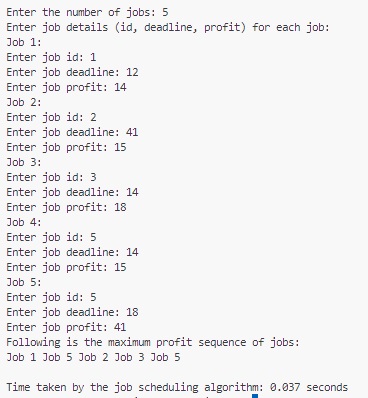 Enter the number of jobs: 5
Enter job details (id, deadline, profit) for each job:
Job 1:
Enter job id: 1
Enter job deadline: 12
Enter job profit: 14
Job 2:
Enter job id: 2
Enter job deadline: 41
Enter job profit: 15
Job 3:
Enter job id: 3
Enter job deadline: 14
Enter job profit: 18
Job 4:
Enter job id: 5
Enter job deadline: 14
Enter job profit: 15
Job 5:
Enter job id: 5
Enter job deadline: 18
Enter job profit: 41
Following is the maximum profit sequence of jobs:
Job 1 Job 5 Job 2 Job 3 Job 5
Time taken by the job scheduling algorithm: 0.037 seconds